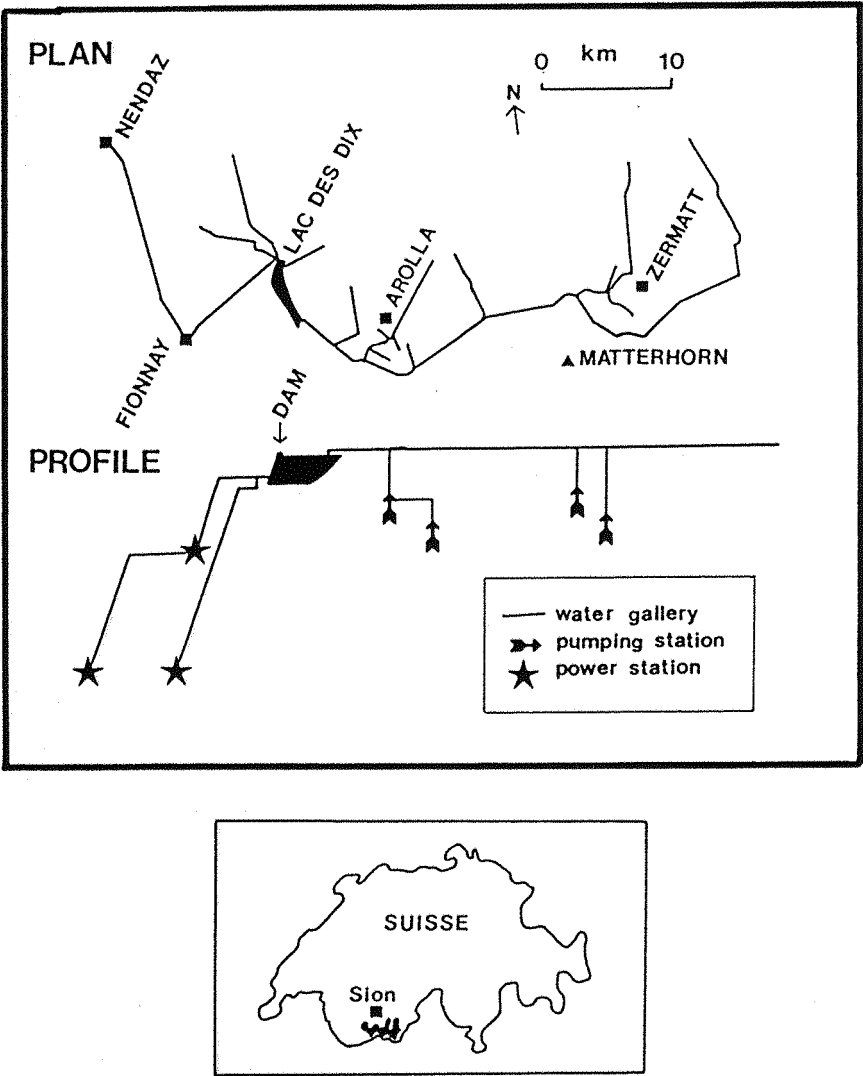 PLAN
0 km 10
N
NENDAZ
LAC DES DIX
AROLLA
ZERMATT
FIONNAY
MATTERHORN
DAM
PROFILE
water gallery
pumping station
power station
SUISSE
Sion